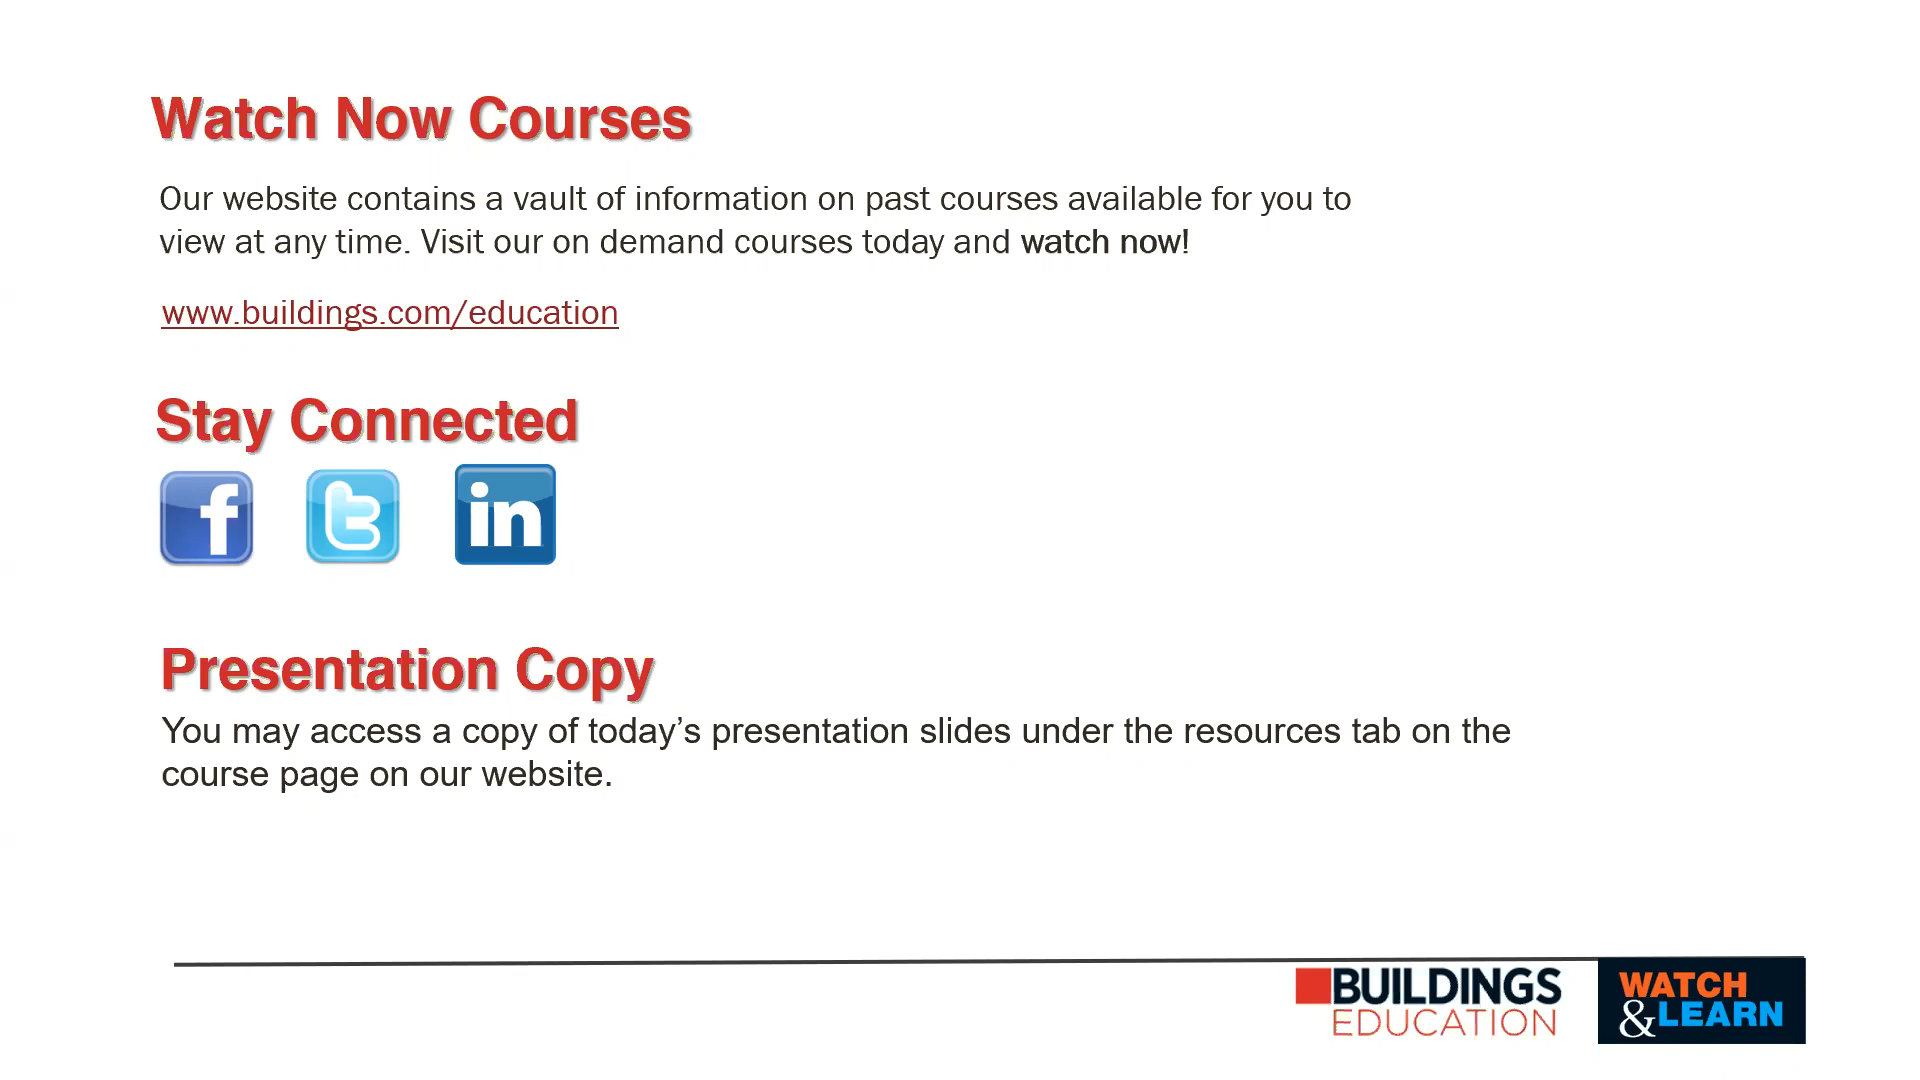 Watch Now Courses
Our website contains a vault of information on past courses available for you to
view at any time. Visit our on demand courses today and watch now!
www.buildings.com/education
Stay Connected
f
t
in
Presentation Copy
You may access a copy of today’s presentation slides under the resources tab on the
course page on our website.
BUILDINGS
EDUCATION
WATCH
&LEARN